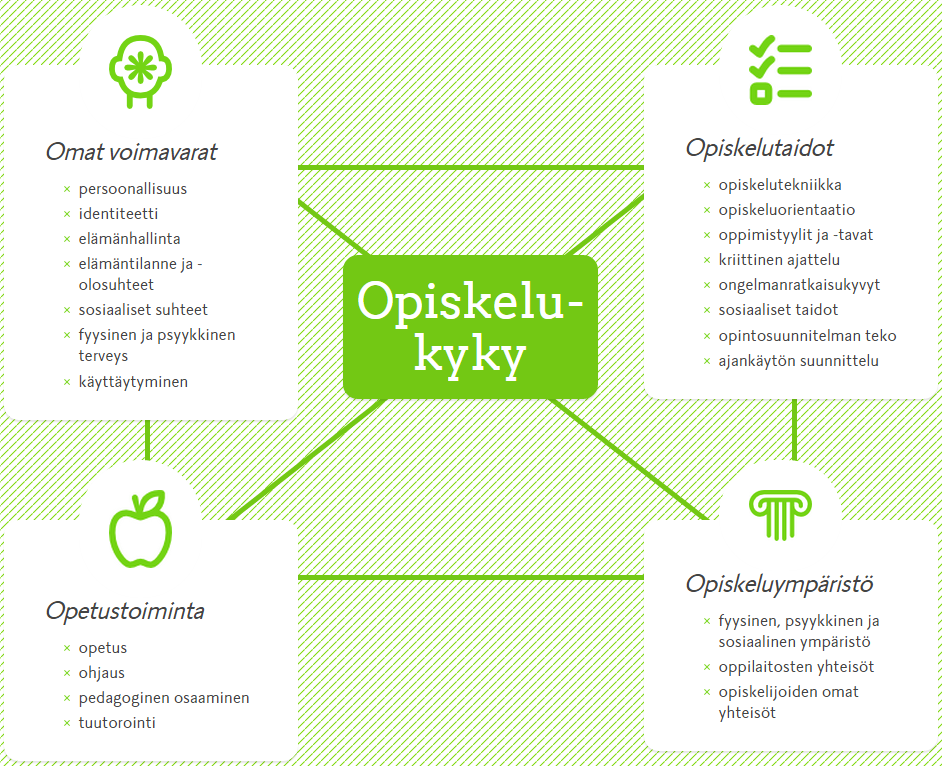 Omat voimavarat
× persoonallisuus
× identiteetti
× elämänhallinta
× elämäntilanne ja -
olosuhteet
× sosiaaliset suhteet
× fyysinen ja psyykkinen
terveys
× käyttäytyminen
Opiskelutaidot
× opiskelutekniikka
× opiskeluorientaatio
× oppimistyylit ja -tavat
× kriittinen ajattelu
× ongelmanratkaisukyvyt
× sosiaaliset taidot
× opintosuunnitelman teko
× ajankäytön suunnittelu
Opiskelu-
kyky
Opetustoiminta
× opetus
× ohjaus
× pedagoginen osaaminen
× tuutorointi
Opiskeluympäristö
× fyysinen, psyykkinen ja
sosiaalinen ympäristö
× oppilaitosten yhteisöt
× opiskelijoiden omat
yhteisöt